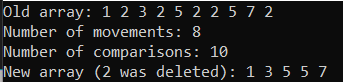 Old array: 1 2 3 2 5 2 2 5 7 2
Number of movements: 8
Number of comparisons: 10
New array (2 was deleted): 1 3 5 5 7